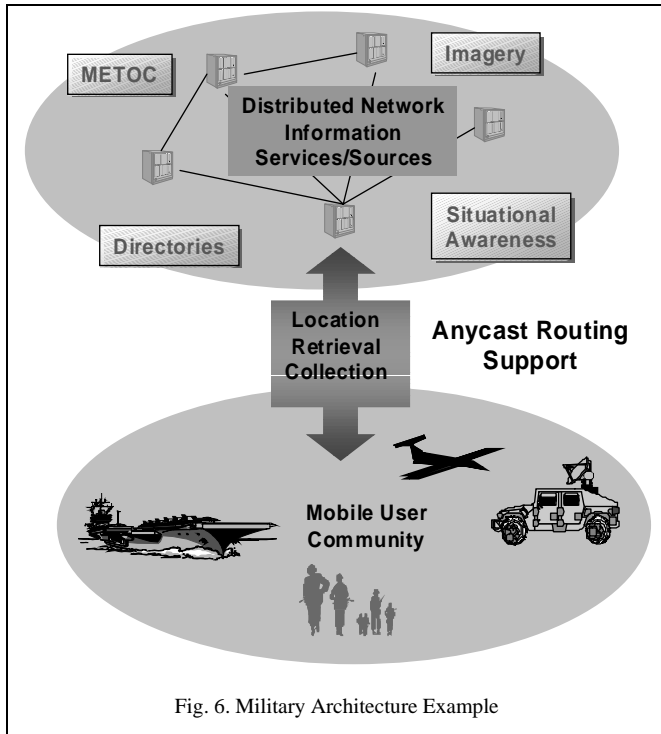 METOC
Imagery
Distributed Network
Information
Services/Sources
Directories
Situational
Awareness
Location
Retrieval
Collection
Anycast Routing
Support
Mobile User
Community
Fig. 6. Military Architecture Example